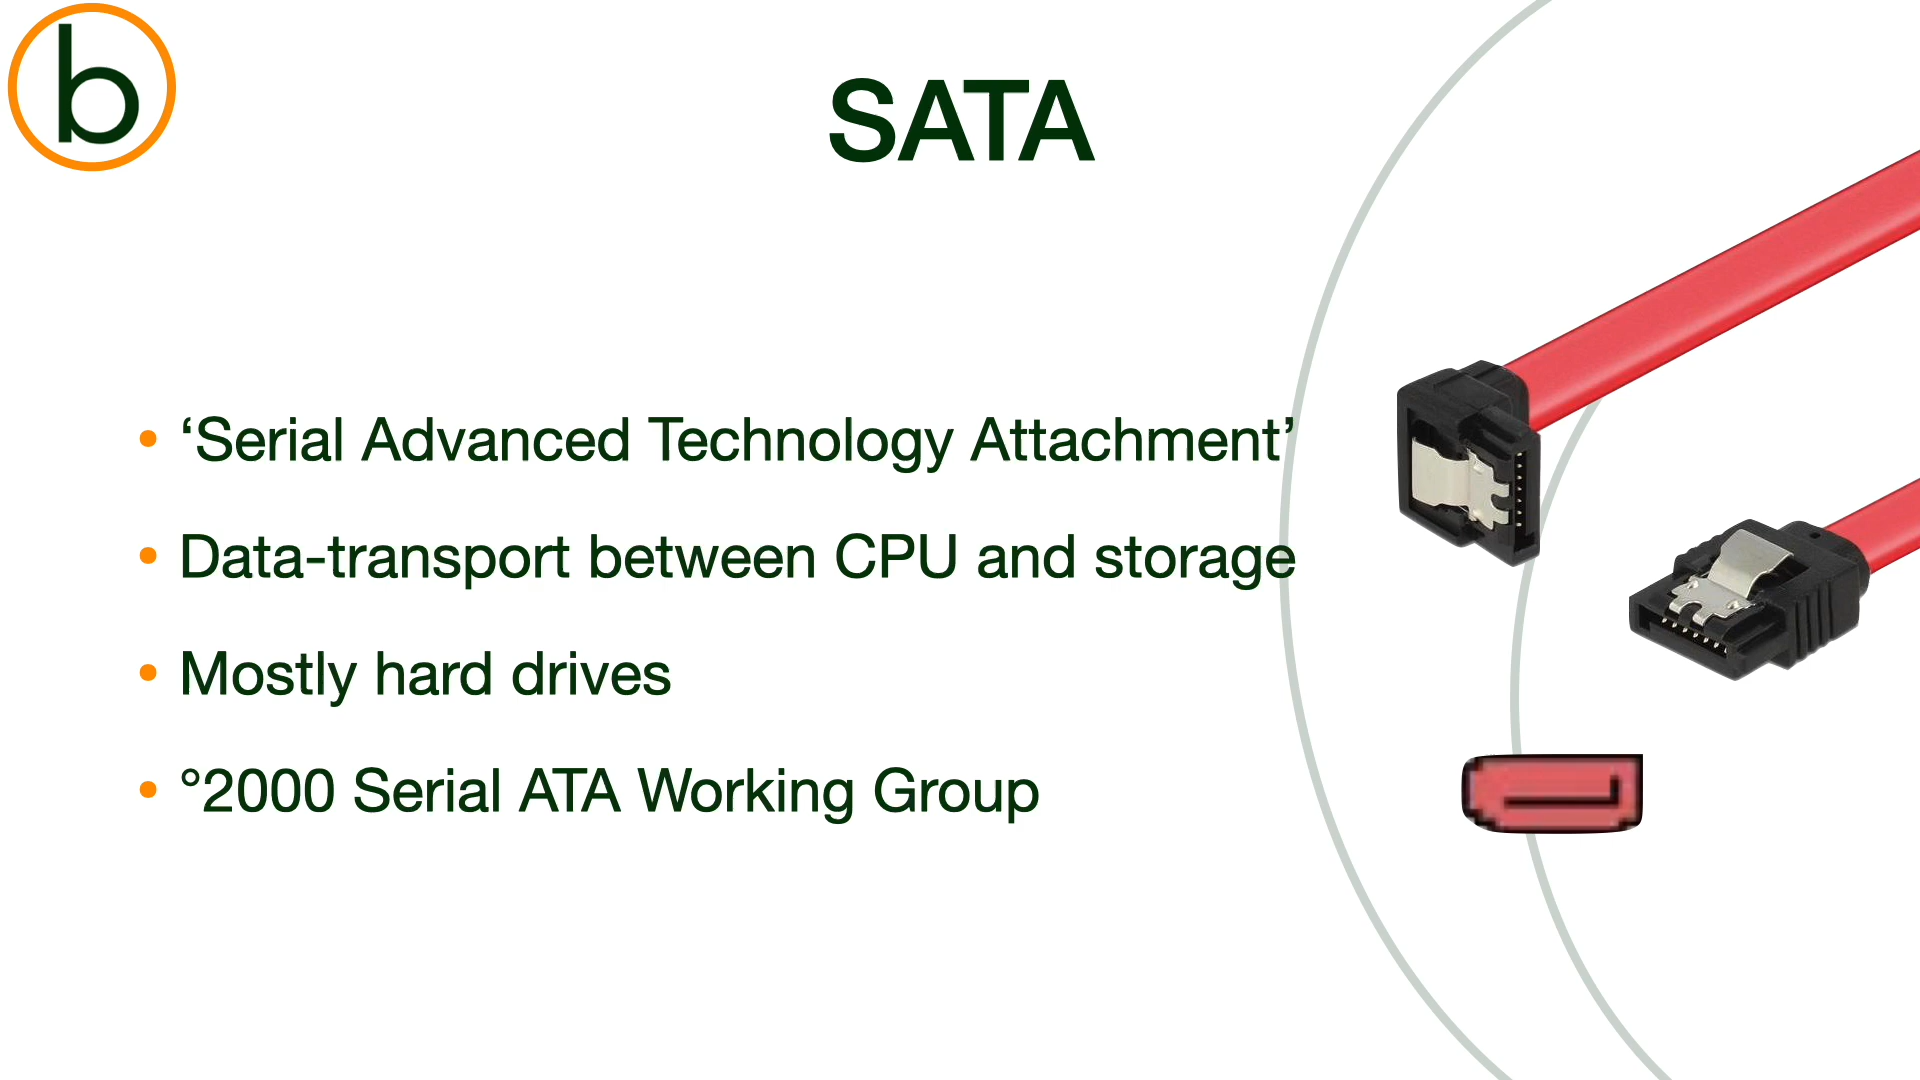 b
SATA
‘Serial Advanced Technology Attachment’
Data-transport between CPU and storage
Mostly hard drives
°2000 Serial ATA Working Group